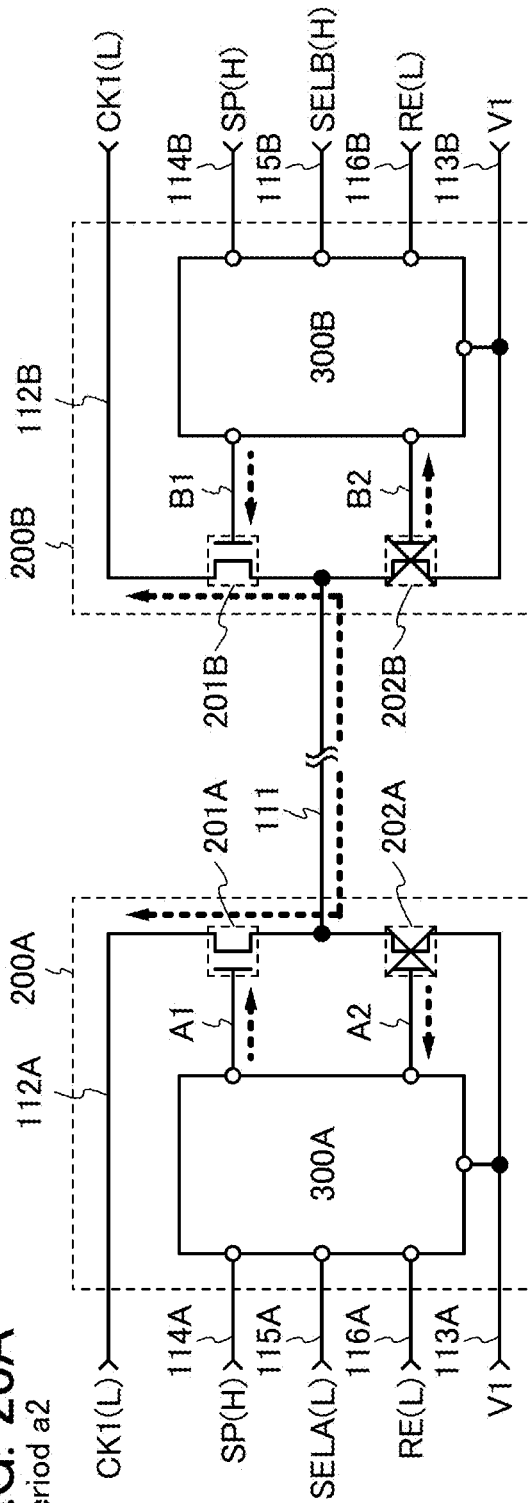 eriod a2
112A
200A
200B
112B
CK1(L)
CK1(L)
SP(H)
114A
A1
201A
201B
B1
114B
SP(H)
SELA(L)
115A
300A
111
300B
115B
SELB(H)
RE(L)
116A
A2
202A
202B
B2
116B
RE(L)
V1
113A
113B
V1